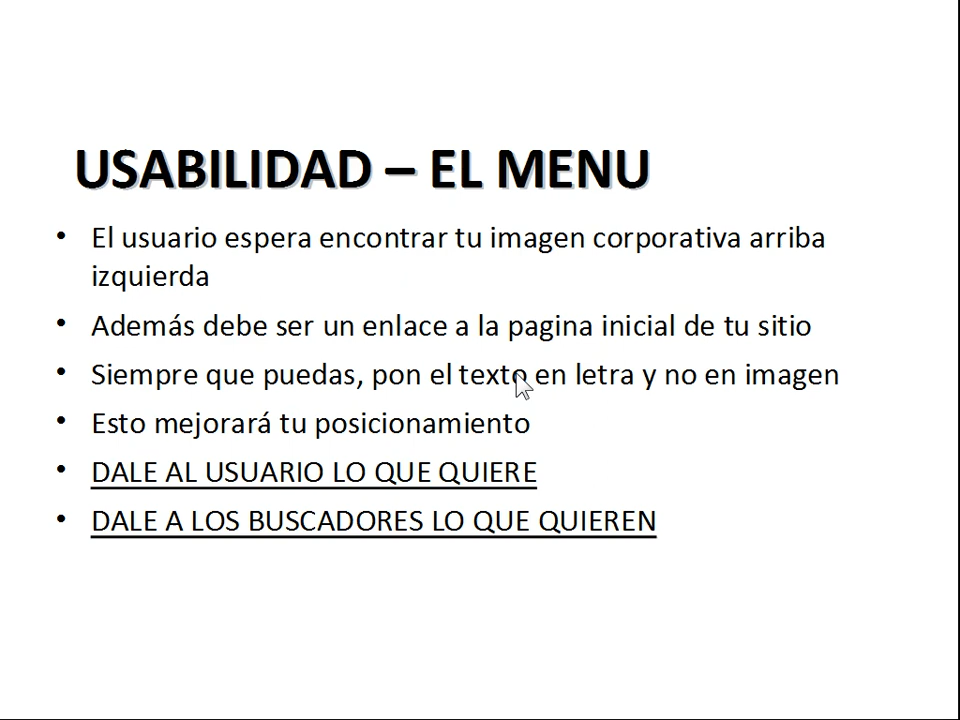 USABILIDAD – EL MENU
• El usuario espera encontrar tu imagen corporativa arriba
izquierda
• Además debe ser un enlace a la pagina inicial de tu sitio
• Siempre que puedas, pon el texto en letra y no en imagen
• Esto mejorará tu posicionamiento
• DALE AL USUARIO LO QUE QUIERE
• DALE A LOS BUSCADORES LO QUE QUIEREN